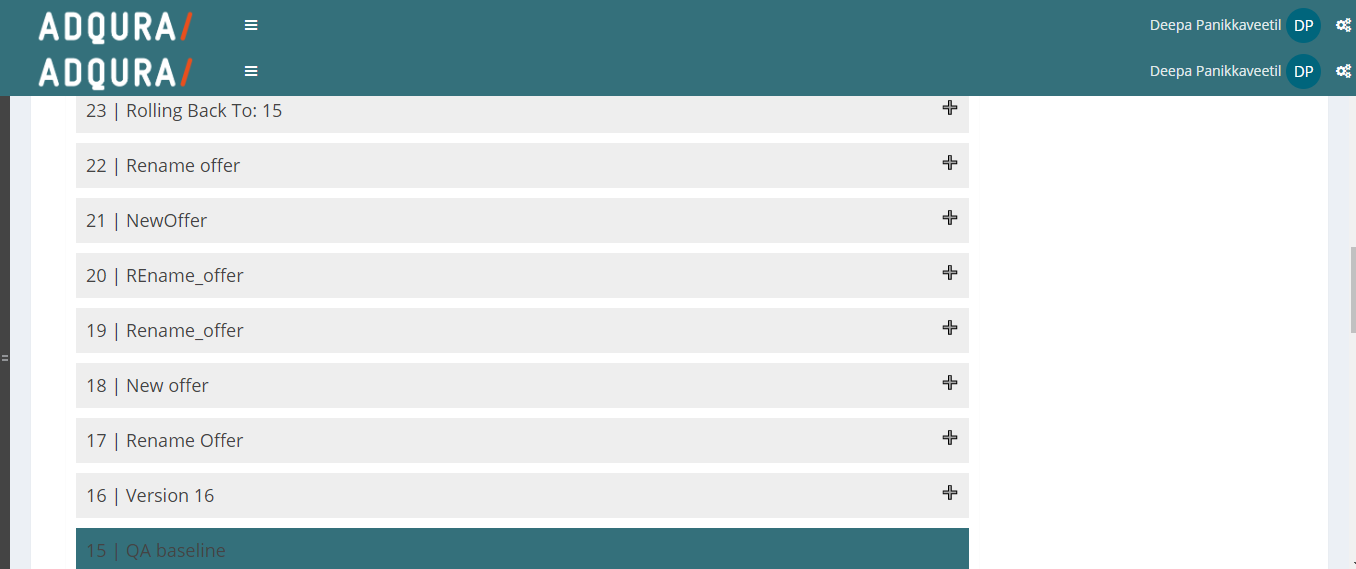 ADQURA/
Deepa Panikkaveetil DP
ADQURA/
Deepa Panikkaveetil DP
23 | Rolling Back To: 15
22 | Rename offer
21 | NewOffer
20 | REname_offer
19 | Rename_offer
18 | New offer
17 | Rename Offer
16 | Version 16
15 | QA baseline